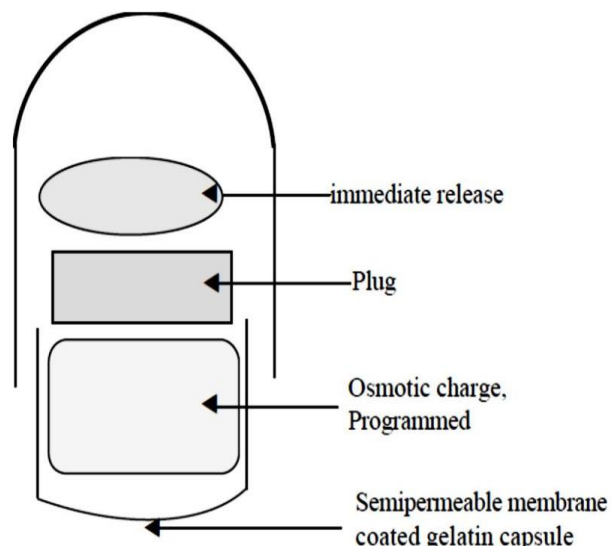 immediate release
Plug
Osmotic charge,
Programmed
Semipermeable membrane
coated gelatin capsule